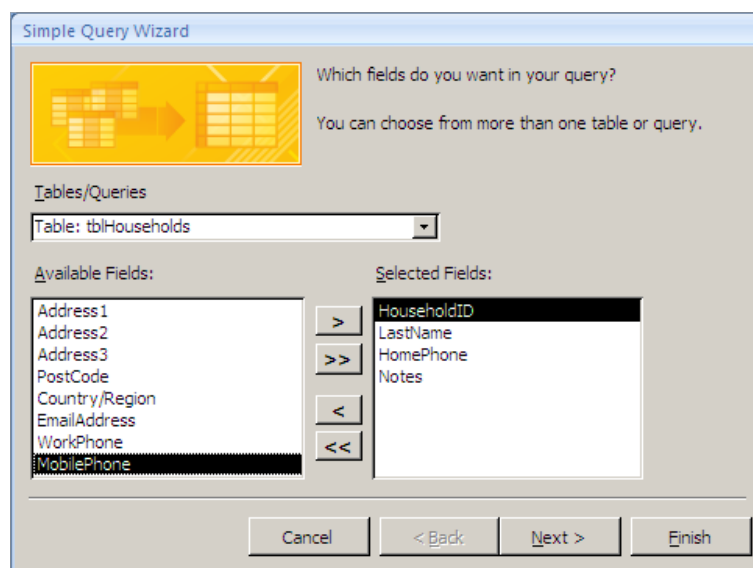 Simple Query Wizard
Which fields do you want in your query?
You can choose from more than one table or query.
Tables/Queries
Table: tblHouseholds
Available Fields:
Address1
Address2
Address3
PostCode
Country/Region
EmailAddress
WorkPhone
MobilePhone
>
>>
<
<<
Selected Fields:
HouseholdID
LastName
HomePhone
Notes
Cancel
< Back
Next >
Finish